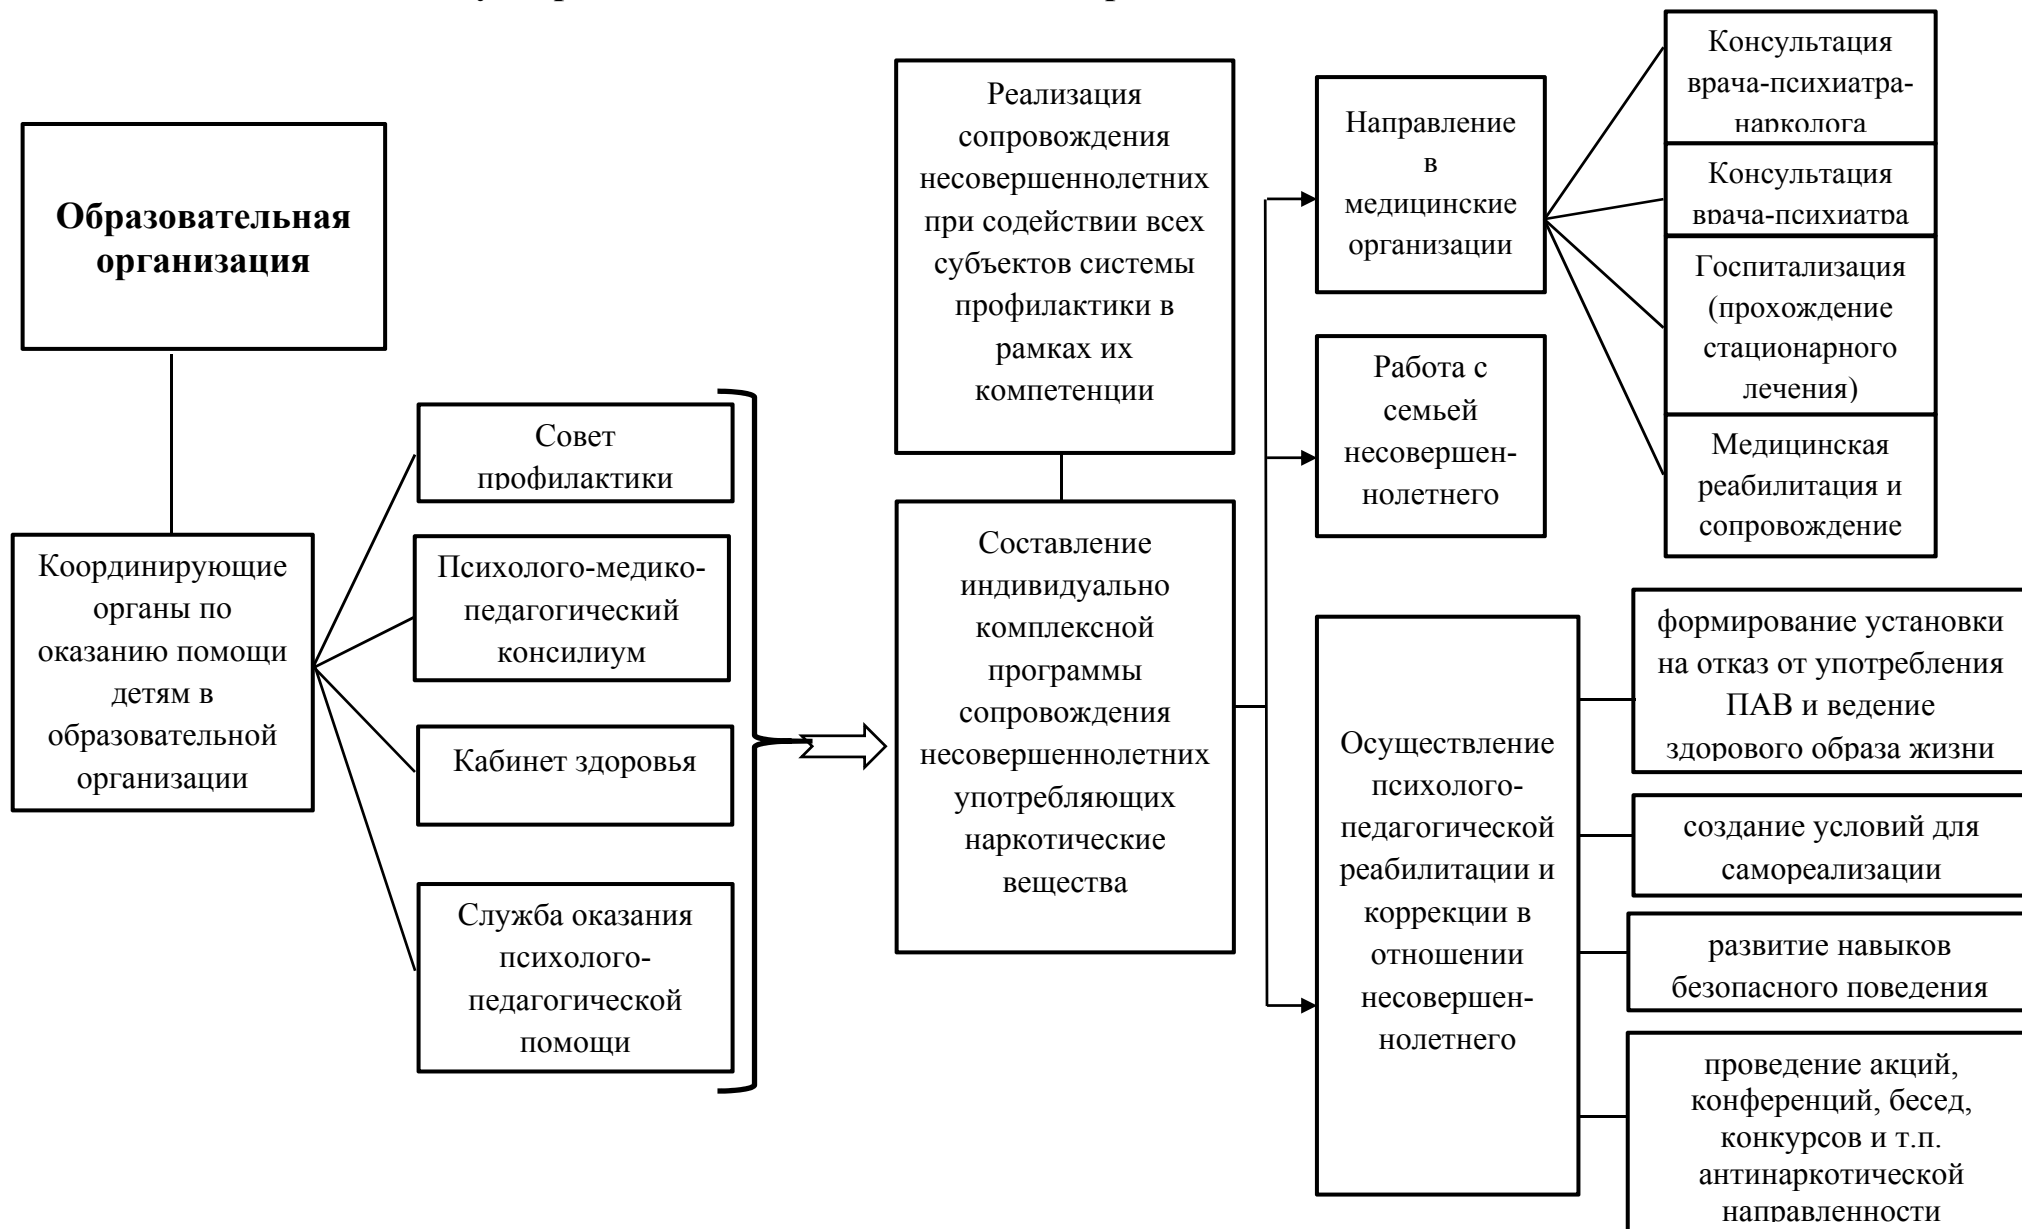 Образовательная
организация
Координирующие
органы по
оказанию помощи
детям в
образовательной
организации
Совет
профилактики
Психолого-медико-
педагогический
консилиум
Кабинет здоровья
Служба оказания
психолого-
педагогической
помощи
Реализация
сопровождения
несовершеннолетних
при содействии всех
субъектов системы
профилактики в
рамках их
компетенции
Составление
индивидуально
комплексной
программы
сопровождения
несовершеннолетних
употребляющих
наркотические
вещества
Направление
в
медицинские
организации
Работа с
семьей
несовершен-
нолетнего
Осуществление
психолого-
педагогической
реабилитации и
коррекции в
отношении
несовершен-
нолетнего
Консультация
врача-психиатра-
нарколога
Консультация
врача-психиатра
Госпитализация
(прохождение
стационарного
лечения)
Медицинская
реабилитация и
сопровождение
формирование установки
на отказ от употребления
ПАВ и ведение
здорового образа жизни
создание условий для
самореализации
развитие навыков
безопасного поведения
проведение акций,
конференций, бесед,
конкурсов и т.п.
антинаркотической
направленности